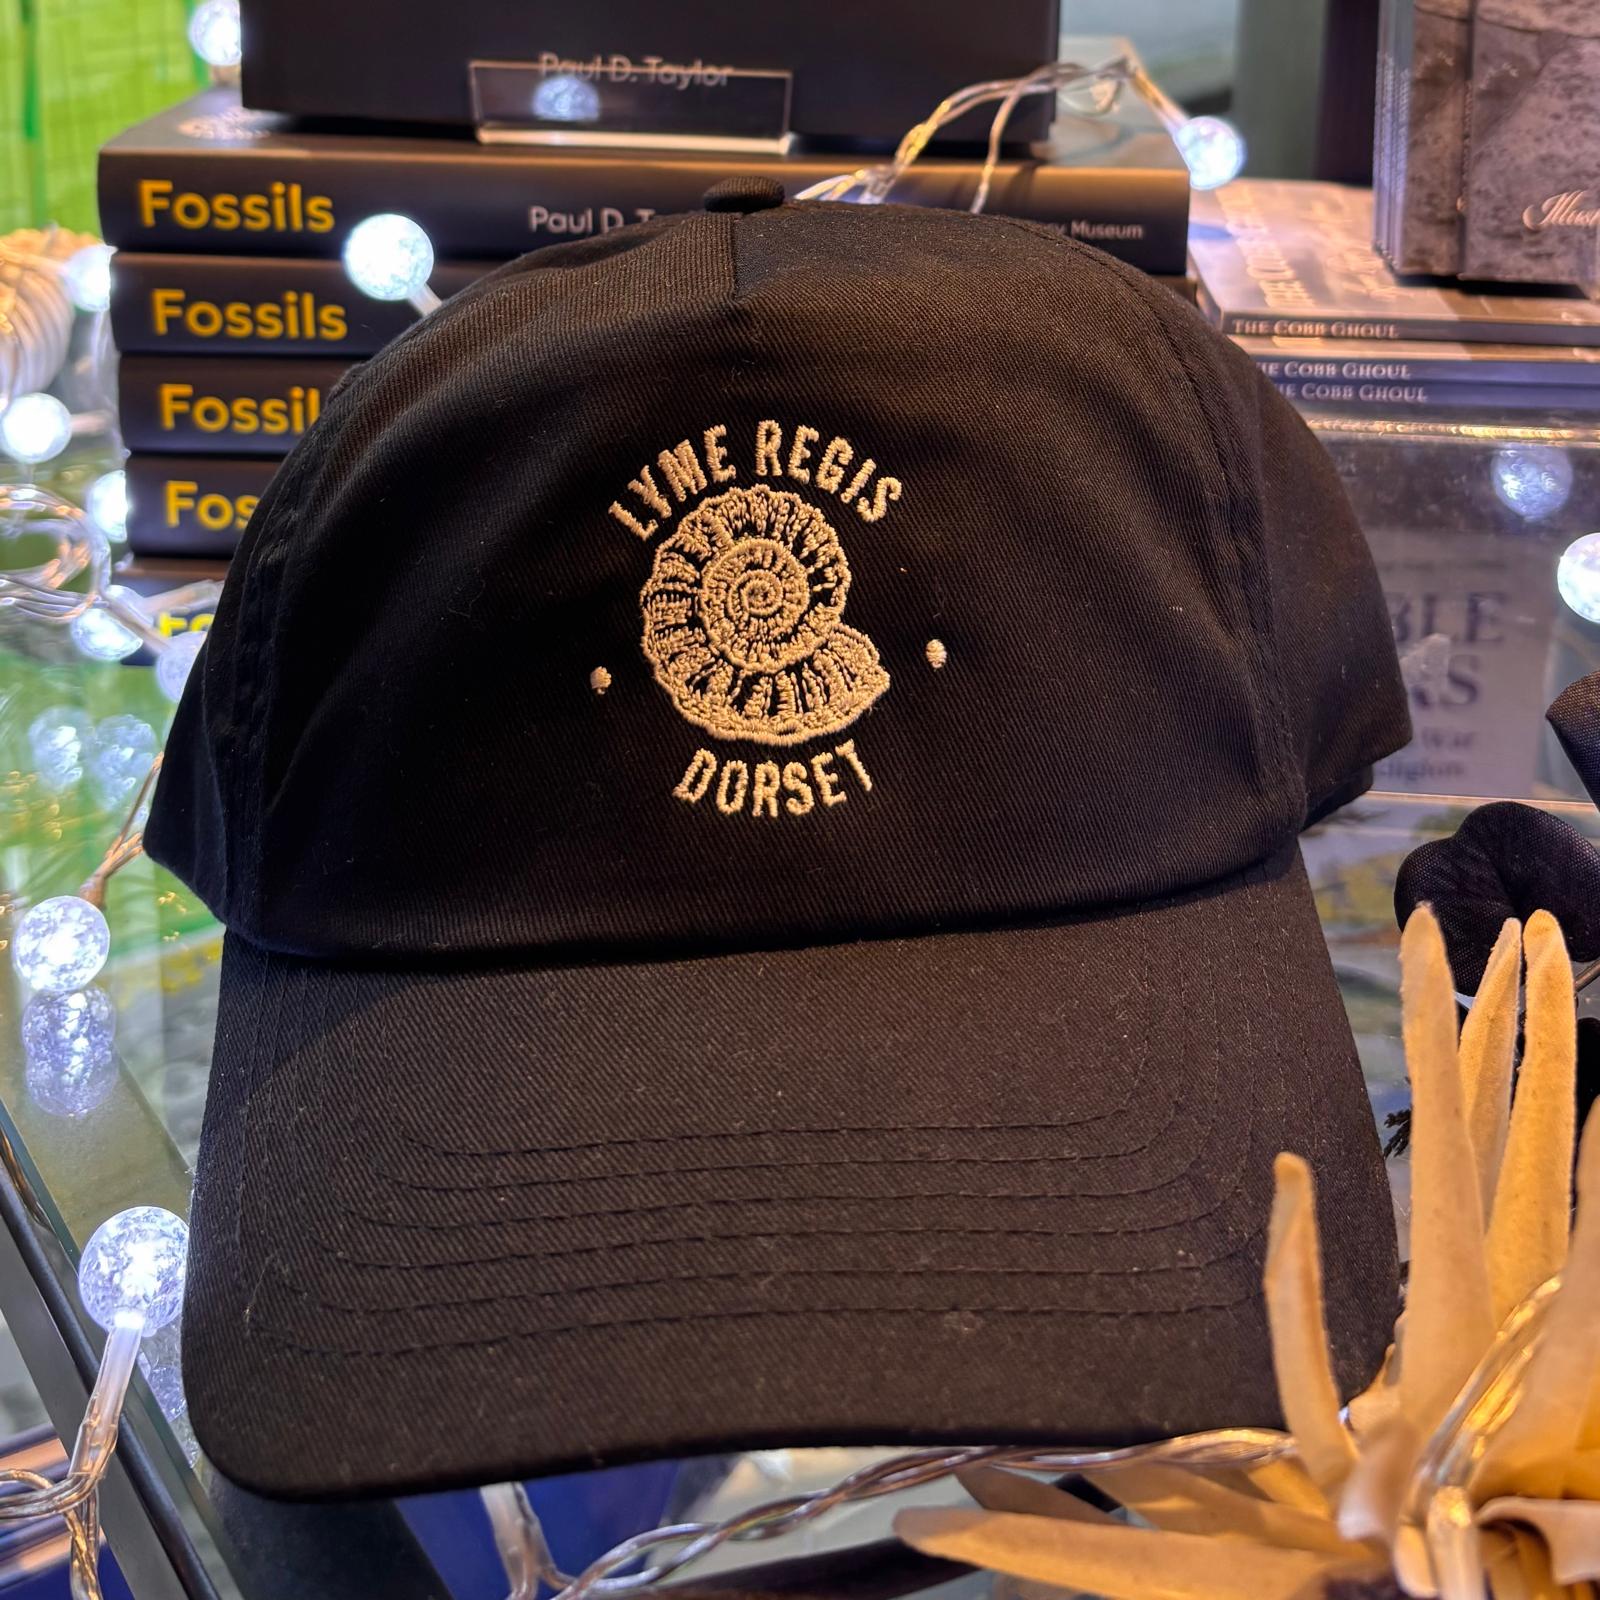 Paul D. Taylor
Fossils Paul D. Museum
Fossils
Fossil
Fos
THE COBB GHOUL
THE COBB GHOUL
THE COBB GHOUL
LYME REGIS
DORSET